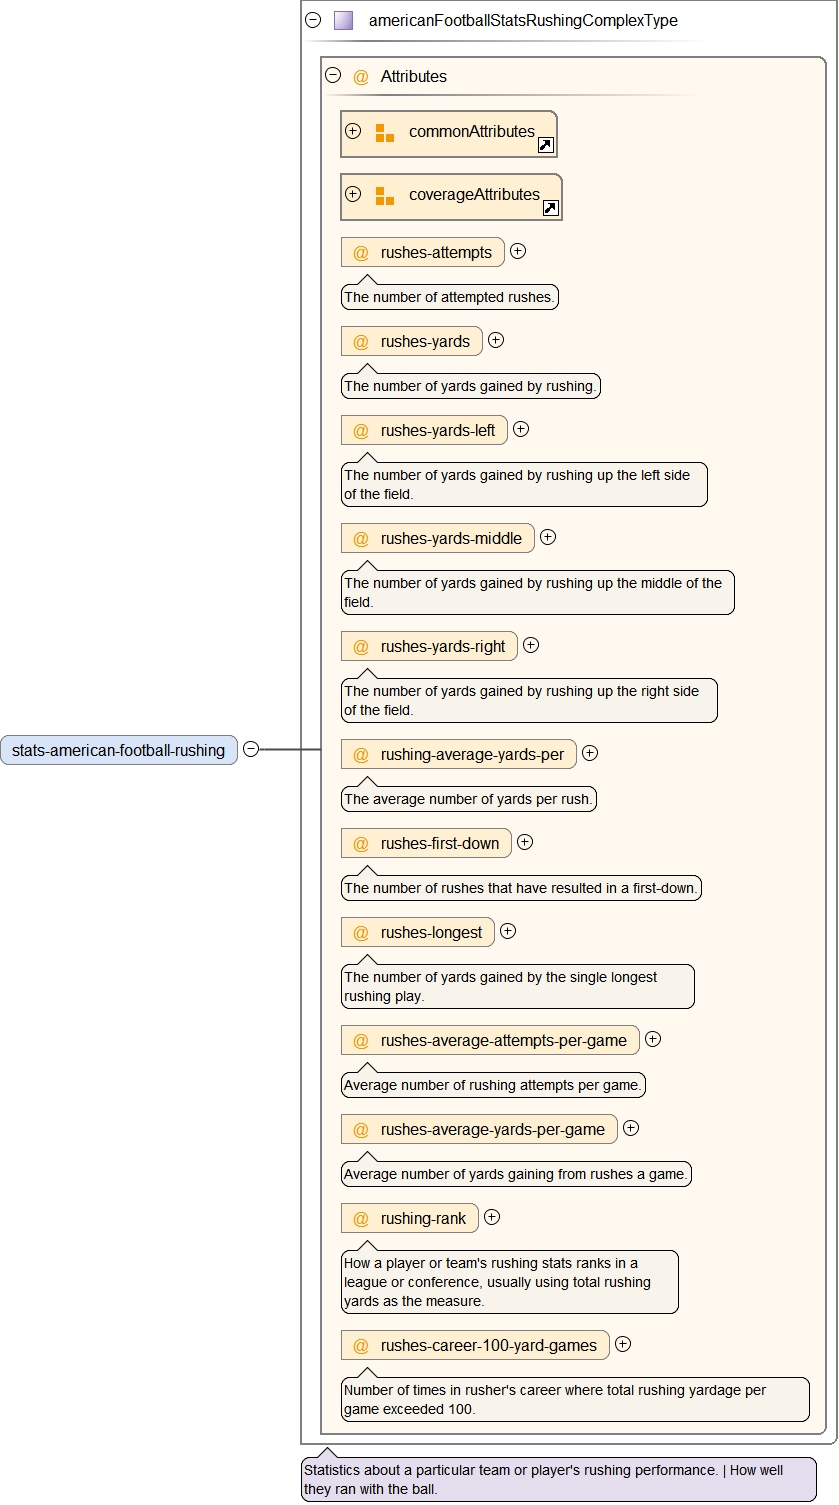 americanFootballStatsRushingComplexType
@ Attributes
commonAttributes
coverageAttributes
@ rushes-attempts
The number of attempted rushes.
@ rushes-yards
The number of yards gained by rushing.
@ rushes-yards-left
The number of yards gained by rushing up the left side
of the field.
@ rushes-yards-middle
The number of yards gained by rushing up the middle of the
field.
@ rushes-yards-right
The number of yards gained by rushing up the right side
of the field.
stats-american-football-rushing
@ rushing-average-yards-per
The average number of yards per rush.
@ rushes-first-down
The number of rushes that have resulted in a first-down.
@ rushes-longest
The number of yards gained by the single longest
rushing play.
@ rushes-average-attempts-per-game
Average number of rushing attempts per game.
@ rushes-average-yards-per-game
Average number of yards gaining from rushes a game.
@ rushing-rank
How a player or team's rushing stats ranks in a
league or conference, usually using total rushing
yards as the measure.
@ rushes-career-100-yard-games
Number of times in rusher's career where total rushing yardage per
game exceeded 100.
Statistics about a particular team or player's rushing performance. | How well
they ran with the ball.